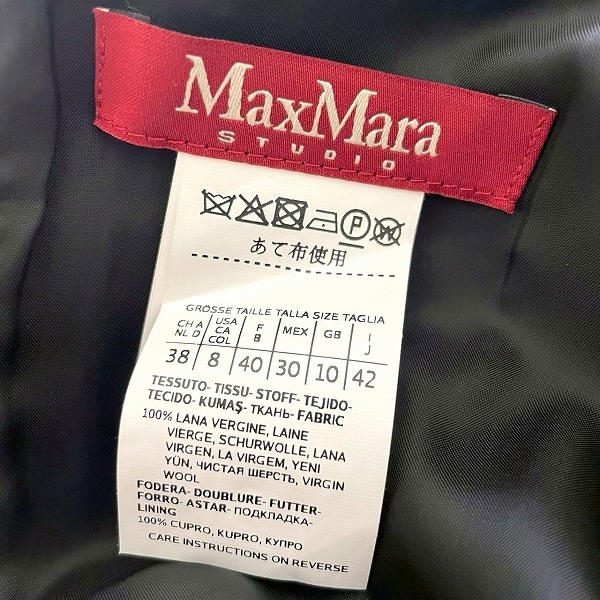 MaxMara
STUDIO
P W
あて布使用
GRÖSSE TAILLE TALLA SIZE TAGLIA
CH A NL D USA CA COL F B MEX GB I J
38 8 40 30 10 42
TESSUTO- TISSU- STOFF- TEJIDO-
TECIDO- KUMAŞ- ТКАНЬ- FABRIC
100% LANA VERGINE, LAINE
VIERGE, SCHURWOLLE, LANA
VIRGEN, LA VIRGEM, YENI
YÜN, ЧИСТАЯ ШЕРСТЬ, VIRGIN
WOOL
FODERA- DOUBLURE- FUTTER-
FORRO- ASTAR- ПОДКЛАДКА-
LINING
100% CUPRO, KUPRO, КУПРО
CARE INSTRUCTIONS ON REVERSE